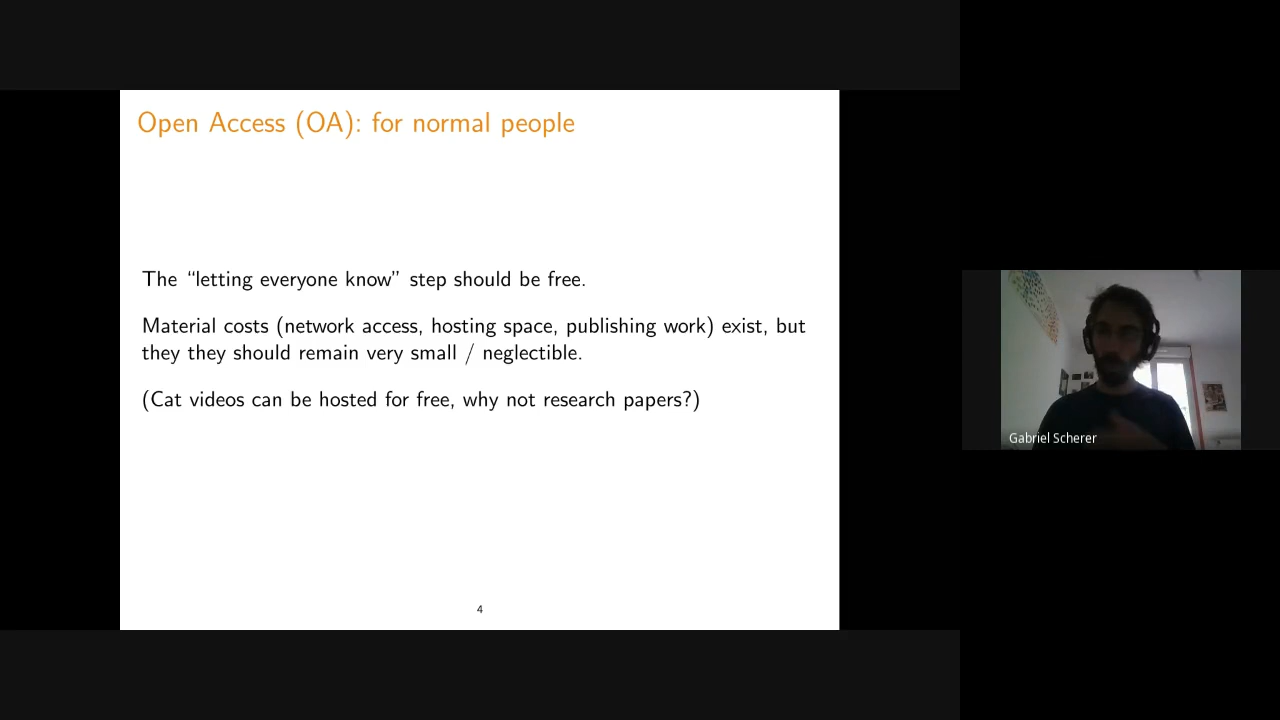 Open Access (OA): for normal people
The “letting everyone know” step should be free.
Material costs (network access, hosting space, publishing work) exist, but
they they should remain very small / neglectible.
(Cat videos can be hosted for free, why not research papers?)
4
Gabriel Scherer